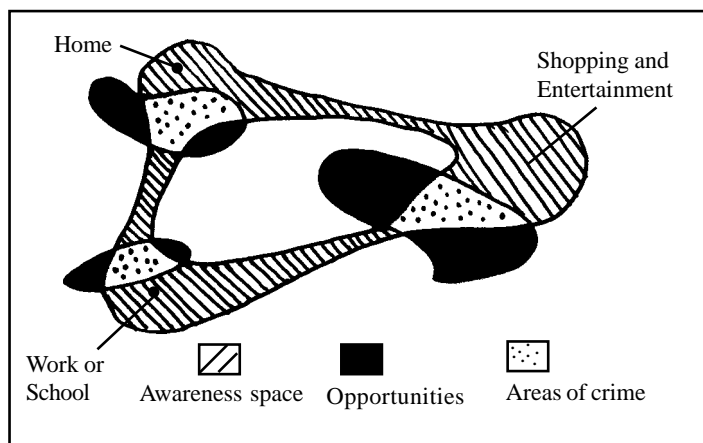 Home
Shopping and
Entertainment
Work or
School
Awareness space
Opportunities
Areas of crime